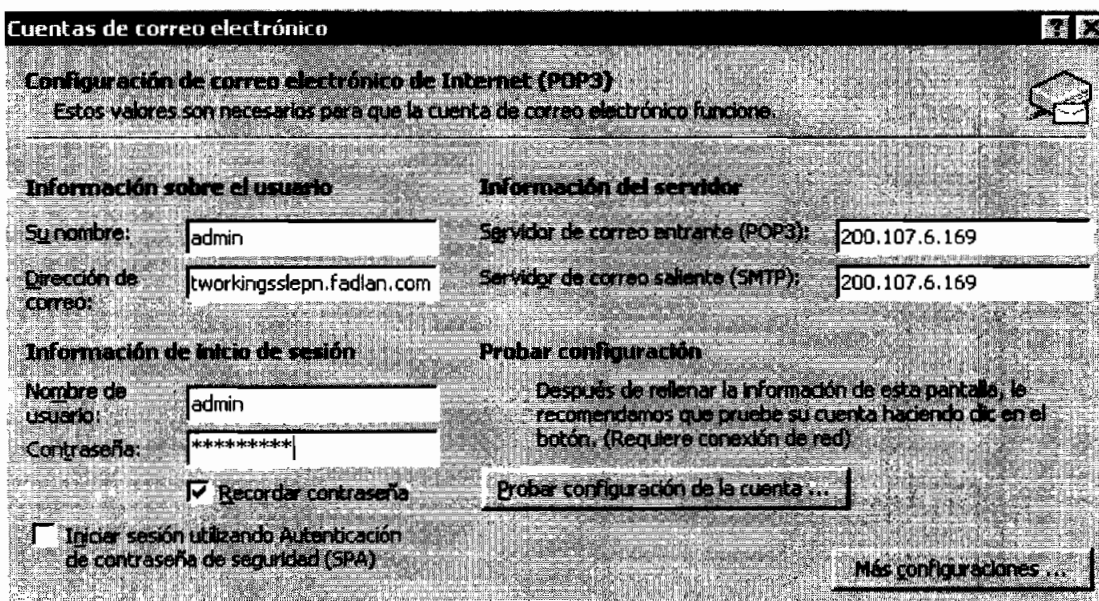 Cuentas de correo electrónico
Configuración de correo electrónico de Internet (POP3)
Estos valores son necesarios para que la cuenta de correo electrónico funcione.
Información sobre el usuario
Su nombre:
admin
Dirección de
correo:
tworkingsslepn.fadlan.com
Información del servidor
Servidor de correo entrante (POP3):
200.107.6.169
Servidor de correo saliente (SMTP):
200.107.6.169
Información de inicio de sesión
Nombre de
usuario:
admin
Contraseña:
*********
Recordar contraseña
Iniciar sesión utilizando Autenticación
de contraseña de seguridad (SPA)
Probar configuración
Después de rellenar la información de esta pantalla, le
recomendamos que pruebe su cuenta haciendo clic en el
botón. (Requiere conexión de red)
Probar configuración de la cuenta ...
Más configuraciones ...